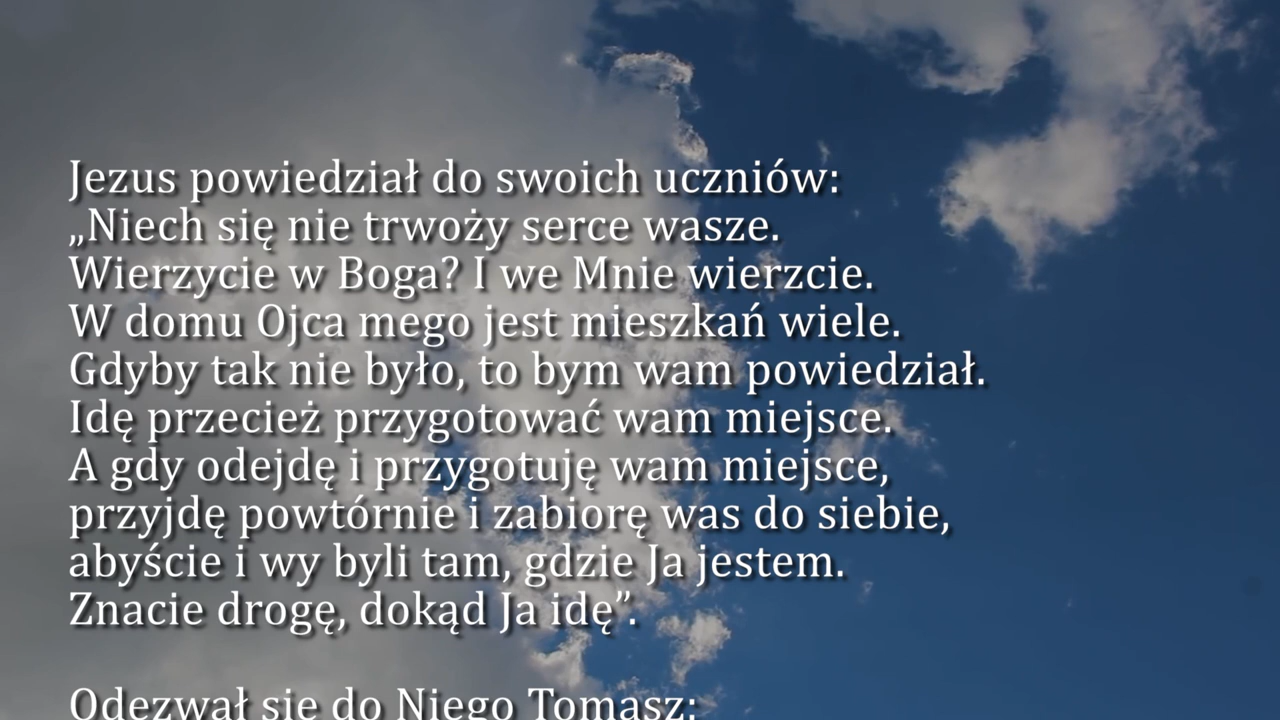 Jezus powiedział do swoich uczniów:
„Niech się nie trwoży serce wasze.
Wierzycie w Boga? I we Mnie wierzcie.
W domu Ojca mego jest mieszkań wiele.
Gdyby tak nie było, to bym wam powiedział.
Idę przecież przygotować wam miejsce.
A gdy odejdę i przygotuję wam miejsce,
przyjdę powtórnie i zabiorę was do siebie,
abyście i wy byli tam, gdzie Ja jestem.
Znacie drogę, dokąd Ja idę”.
Odezwał się do Niego Tomasz: